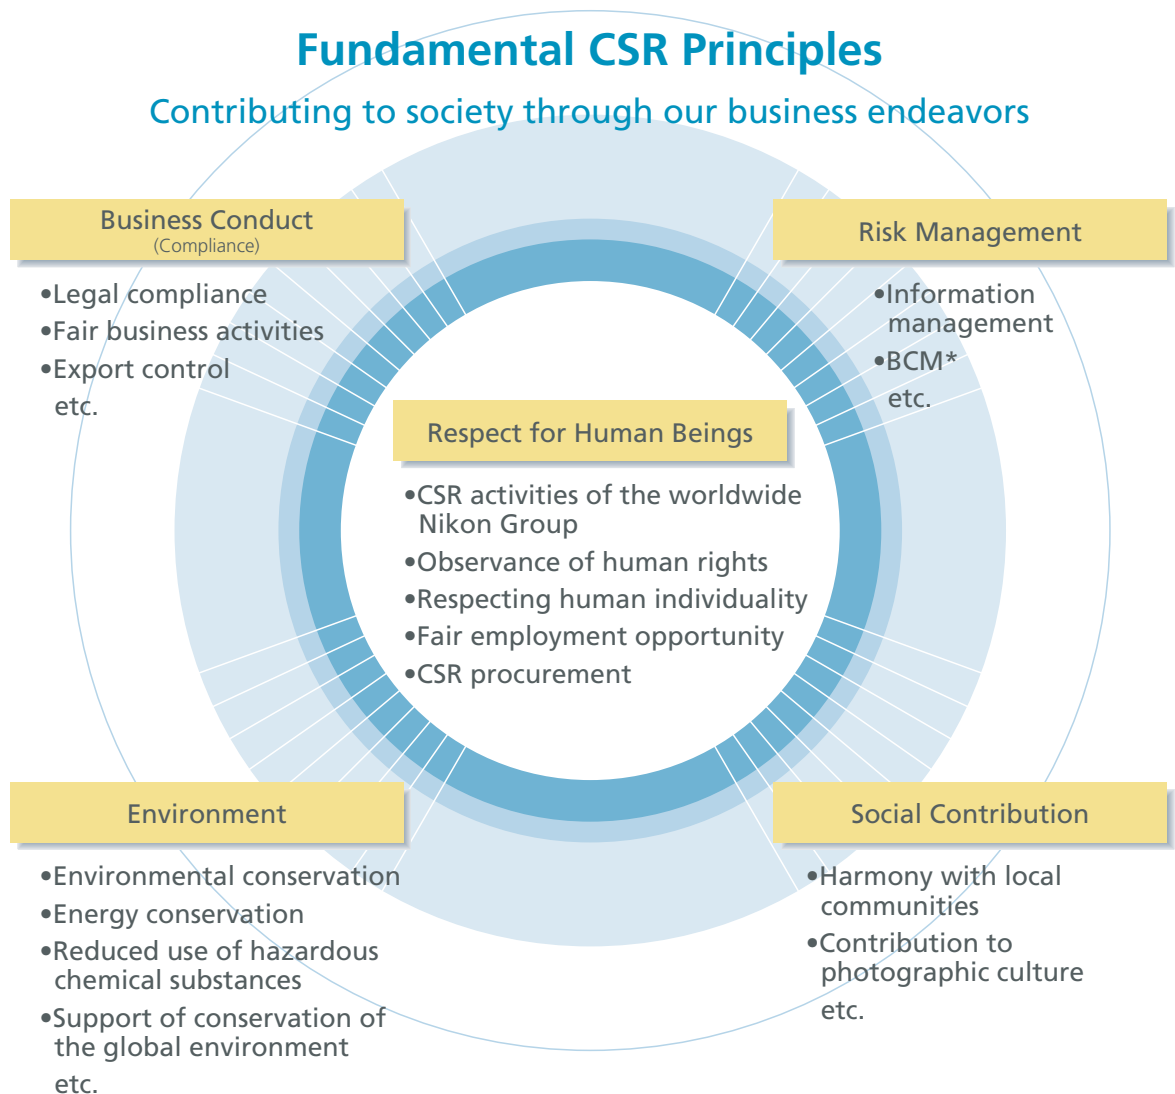 Fundamental CSR Principles
Contributing to society through our business endeavors
Business Conduct
(Compliance)
•Legal compliance
•Fair business activities
•Export control
etc.
Risk Management
•Information
management
•BCM*
etc.
Respect for Human Beings
•CSR activities of the worldwide
Nikon Group
•Observance of human rights
•Respecting human individuality
•Fair employment opportunity
•CSR procurement
Environment
•Environmental conservation
•Energy conservation
•Reduced use of hazardous
chemical substances
•Support of conservation of
the global environment
etc.
Social Contribution
•Harmony with local
communities
•Contribution to
photographic culture
etc.